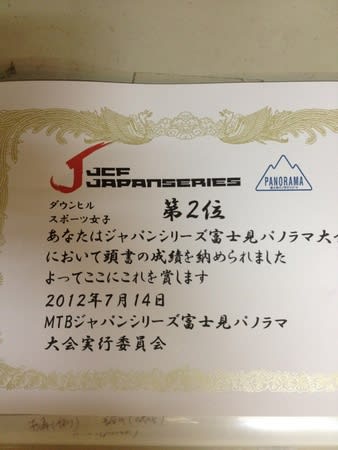 JCF
JAPANSERIES
PANORAMA
ダウンヒル
スポーツ女子
第2位
あなたはジャパンシリーズ富士見パノラマ大会
において頭書の成績を納められました
よってここにこれを賞します
2012年7月14日
MTBジャパンシリーズ富士見パノラマ
大会実行委員会